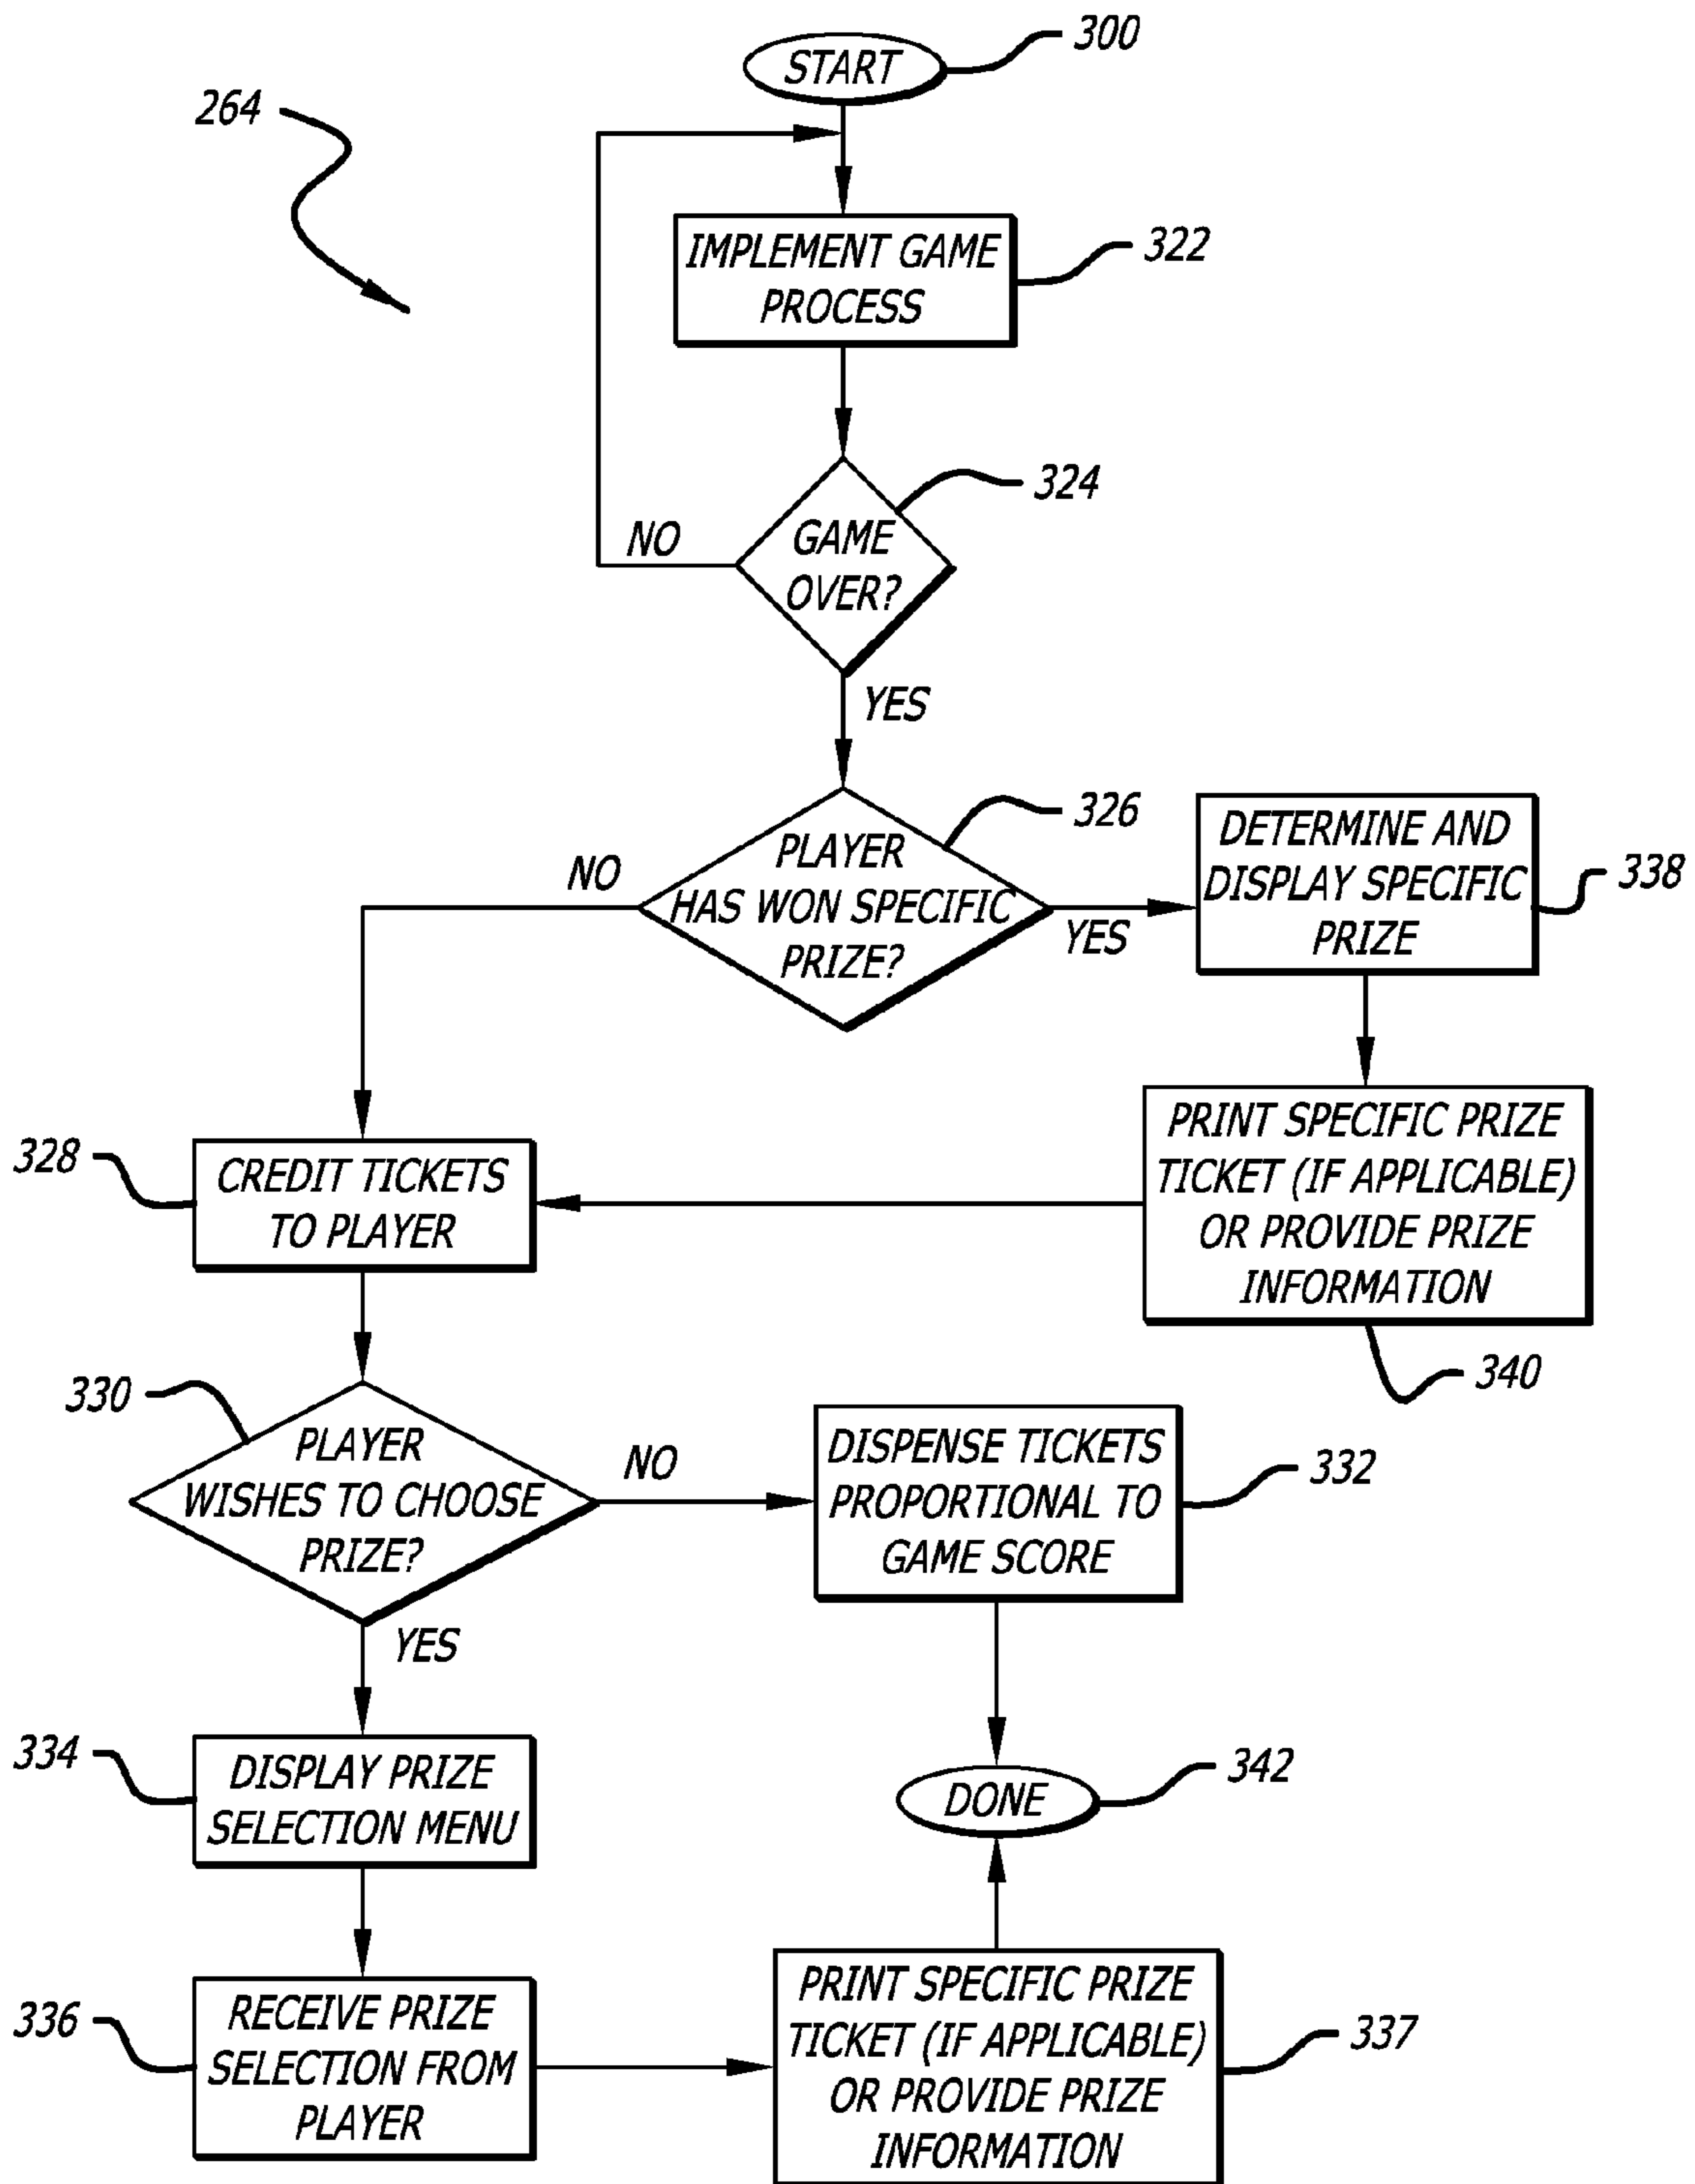 START
300
264
IMPLEMENT GAME
PROCESS
322
324
GAME
OVER?
NO
YES
326
PLAYER
HAS WON SPECIFIC
PRIZE?
NO
YES
DETERMINE AND
DISPLAY SPECIFIC
PRIZE
338
PRINT SPECIFIC PRIZE
TICKET (IF APPLICABLE)
OR PROVIDE PRIZE
INFORMATION
340
328
CREDIT TICKETS
TO PLAYER
330
PLAYER
WISHES TO CHOOSE
PRIZE?
NO
YES
DISPENSE TICKETS
PROPORTIONAL TO
GAME SCORE
332
334
DISPLAY PRIZE
SELECTION MENU
DONE
342
336
RECEIVE PRIZE
SELECTION FROM
PLAYER
PRINT SPECIFIC PRIZE
TICKET (IF APPLICABLE)
OR PROVIDE PRIZE
INFORMATION
337